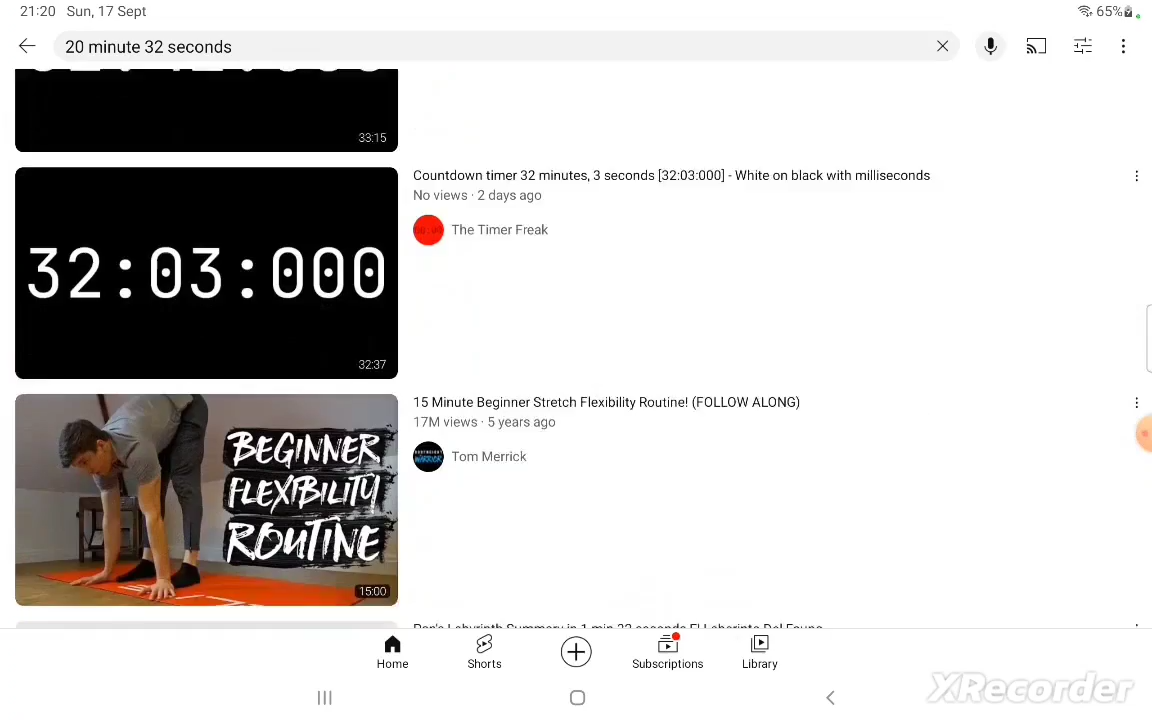 21:20 Sun, 17 Sept
65%
20 minute 32 seconds
33:15
32:03:000
32:37
Countdown timer 32 minutes, 3 seconds [32:03:000] - White on black with milliseconds
No views · 2 days ago
The Timer Freak
BEGINNER
FLEXIBILITY
ROUTINE
15:00
15 Minute Beginner Stretch Flexibility Routine! (FOLLOW ALONG)
17M views · 5 years ago
WARRIOR
Tom Merrick
Home
Shorts
Subscriptions
Library
XRecorder